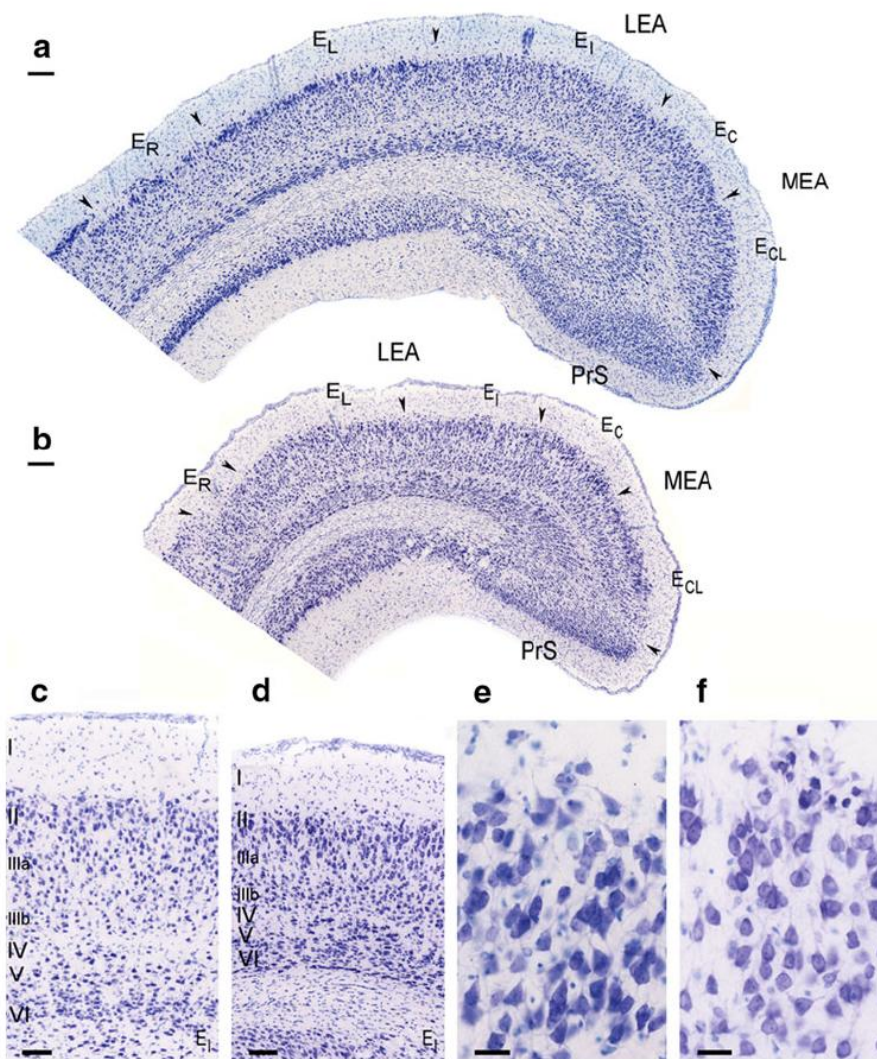 a
E_R
E_L
E_I
LEA
E_C
MEA
E_CL
PrS
b
E_R
E_L
LEA
E_I
E_C
MEA
E_CL
PrS
c
I
II
IIIa
IIIb
IV
V
VI
E_I
d
I
II
IIIa
IIIb
IV
V
VI
E_I
e
f